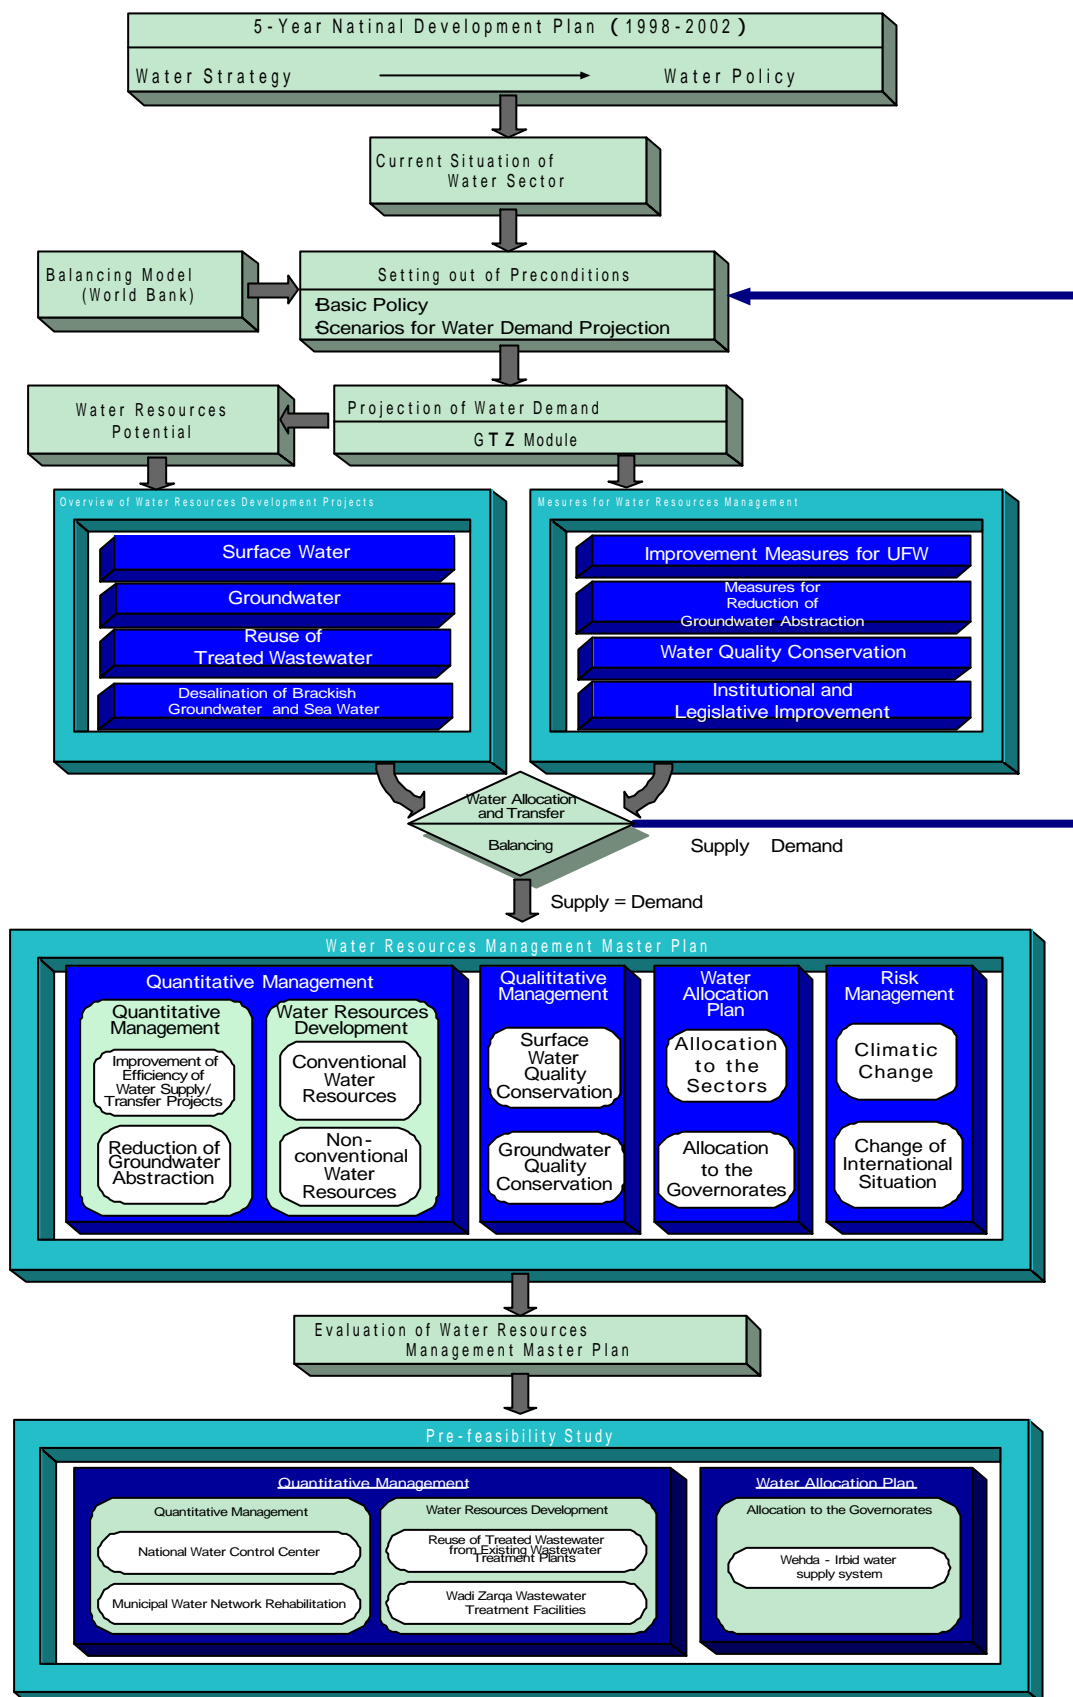 5-Year Natinal Development Plan (1998-2002)
Water Strategy
Water Policy
Current Situation of
Water Sector
Balancing Model
(World Bank)
Setting out of Preconditions
·Basic Policy
·Scenarios for Water Demand Projection
Water Resources
Potential
Projection of Water Demand
GTZ Module
Overview of Water Resources Development Projects
Surface Water
Groundwater
Reuse of
Treated Wastewater
Desalination of Brackish
Groundwater and Sea Water
Mesures for Water Resources Management
Improvement Measures for UFW
Measures for
Reduction of
Groundwater Abstraction
Water Quality Conservation
Institutional and
Legislative Improvement
Water Allocation
and Transfer
Balancing
Supply Demand
Supply = Demand
Water Resources Management Master Plan
Quantitative Management
Quantitative
Management
Improvement of
Efficiency of
Water Supply/
Transfer Projects
Reduction of
Groundwater
Abstraction
Water Resources
Development
Conventional
Water
Resources
Non-
conventional
Water
Resources
Qualititative
Management
Surface
Water
Quality
Conservation
Groundwater
Quality
Conservation
Water
Allocation
Plan
Allocation
to the
Sectors
Allocation
to the
Governorates
Risk
Management
Climatic
Change
Change of
International
Situation
Evaluation of Water Resources
Management Master Plan
Pre-feasibility Study
Quantitative Management
Quantitative Management
National Water Control Center
Municipal Water Network Rehabilitation
Water Resources Development
Reuse of Treated Wastewater
from Existing Wastewater
Treatment Plants
Wadi Zarqa Wastewater
Treatment Facilities
Water Allocation Plan
Allocation to the Governorates
Wehda - Irbid water
supply system